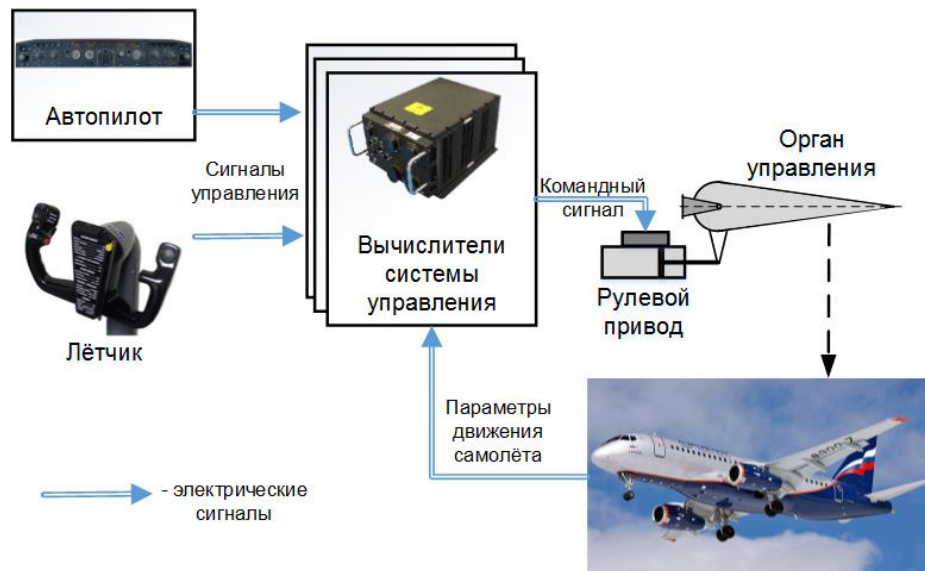 Автопилот
Сигналы
управления
Лётчик
Вычислители
системы
управления
Командный
сигнал
Орган
управления
Рулевой
привод
Параметры
движения
самолёта
- электрические
сигналы